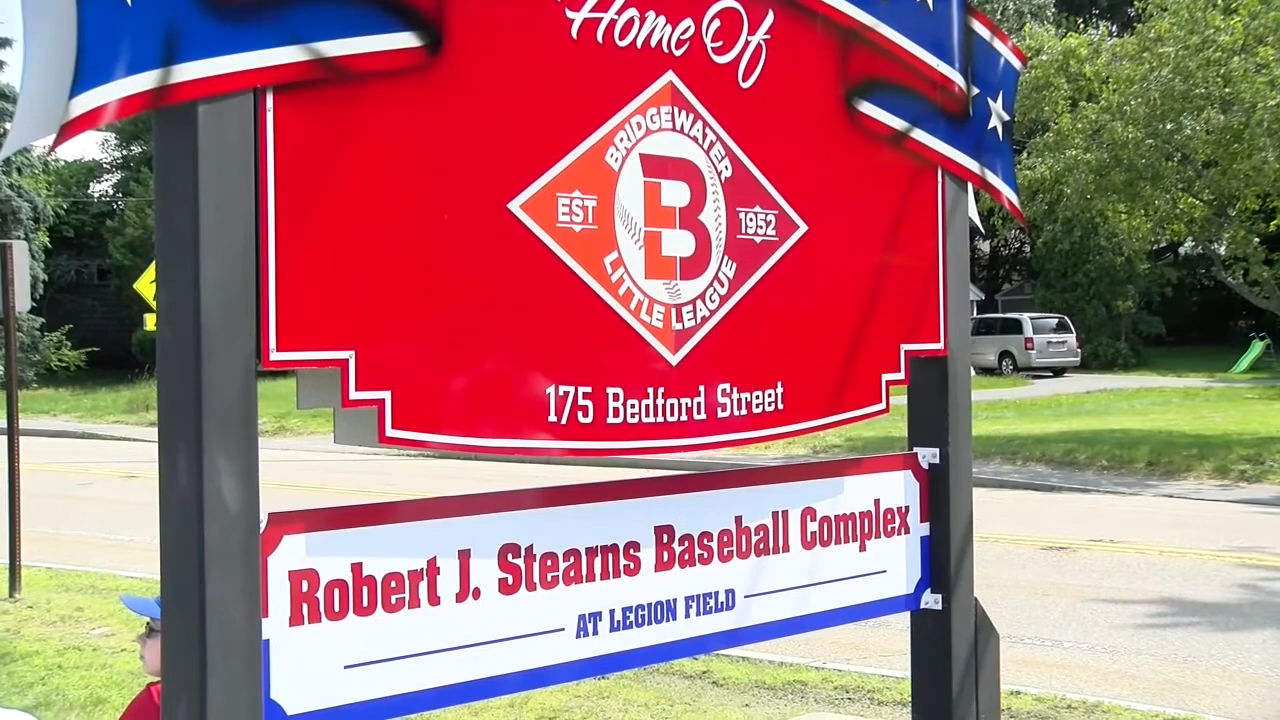 Home Of
BRIDGEWATER
EST
B
1952
LITTLE LEAGUE
175 Bedford Street
Robert J. Stearns Baseball Complex
AT LEGION FIELD